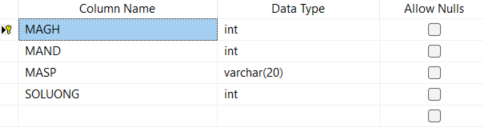 Column Name Data Type Allow Nulls
MAGH int
MAND int
MASP varchar(20)
SOLUONG int